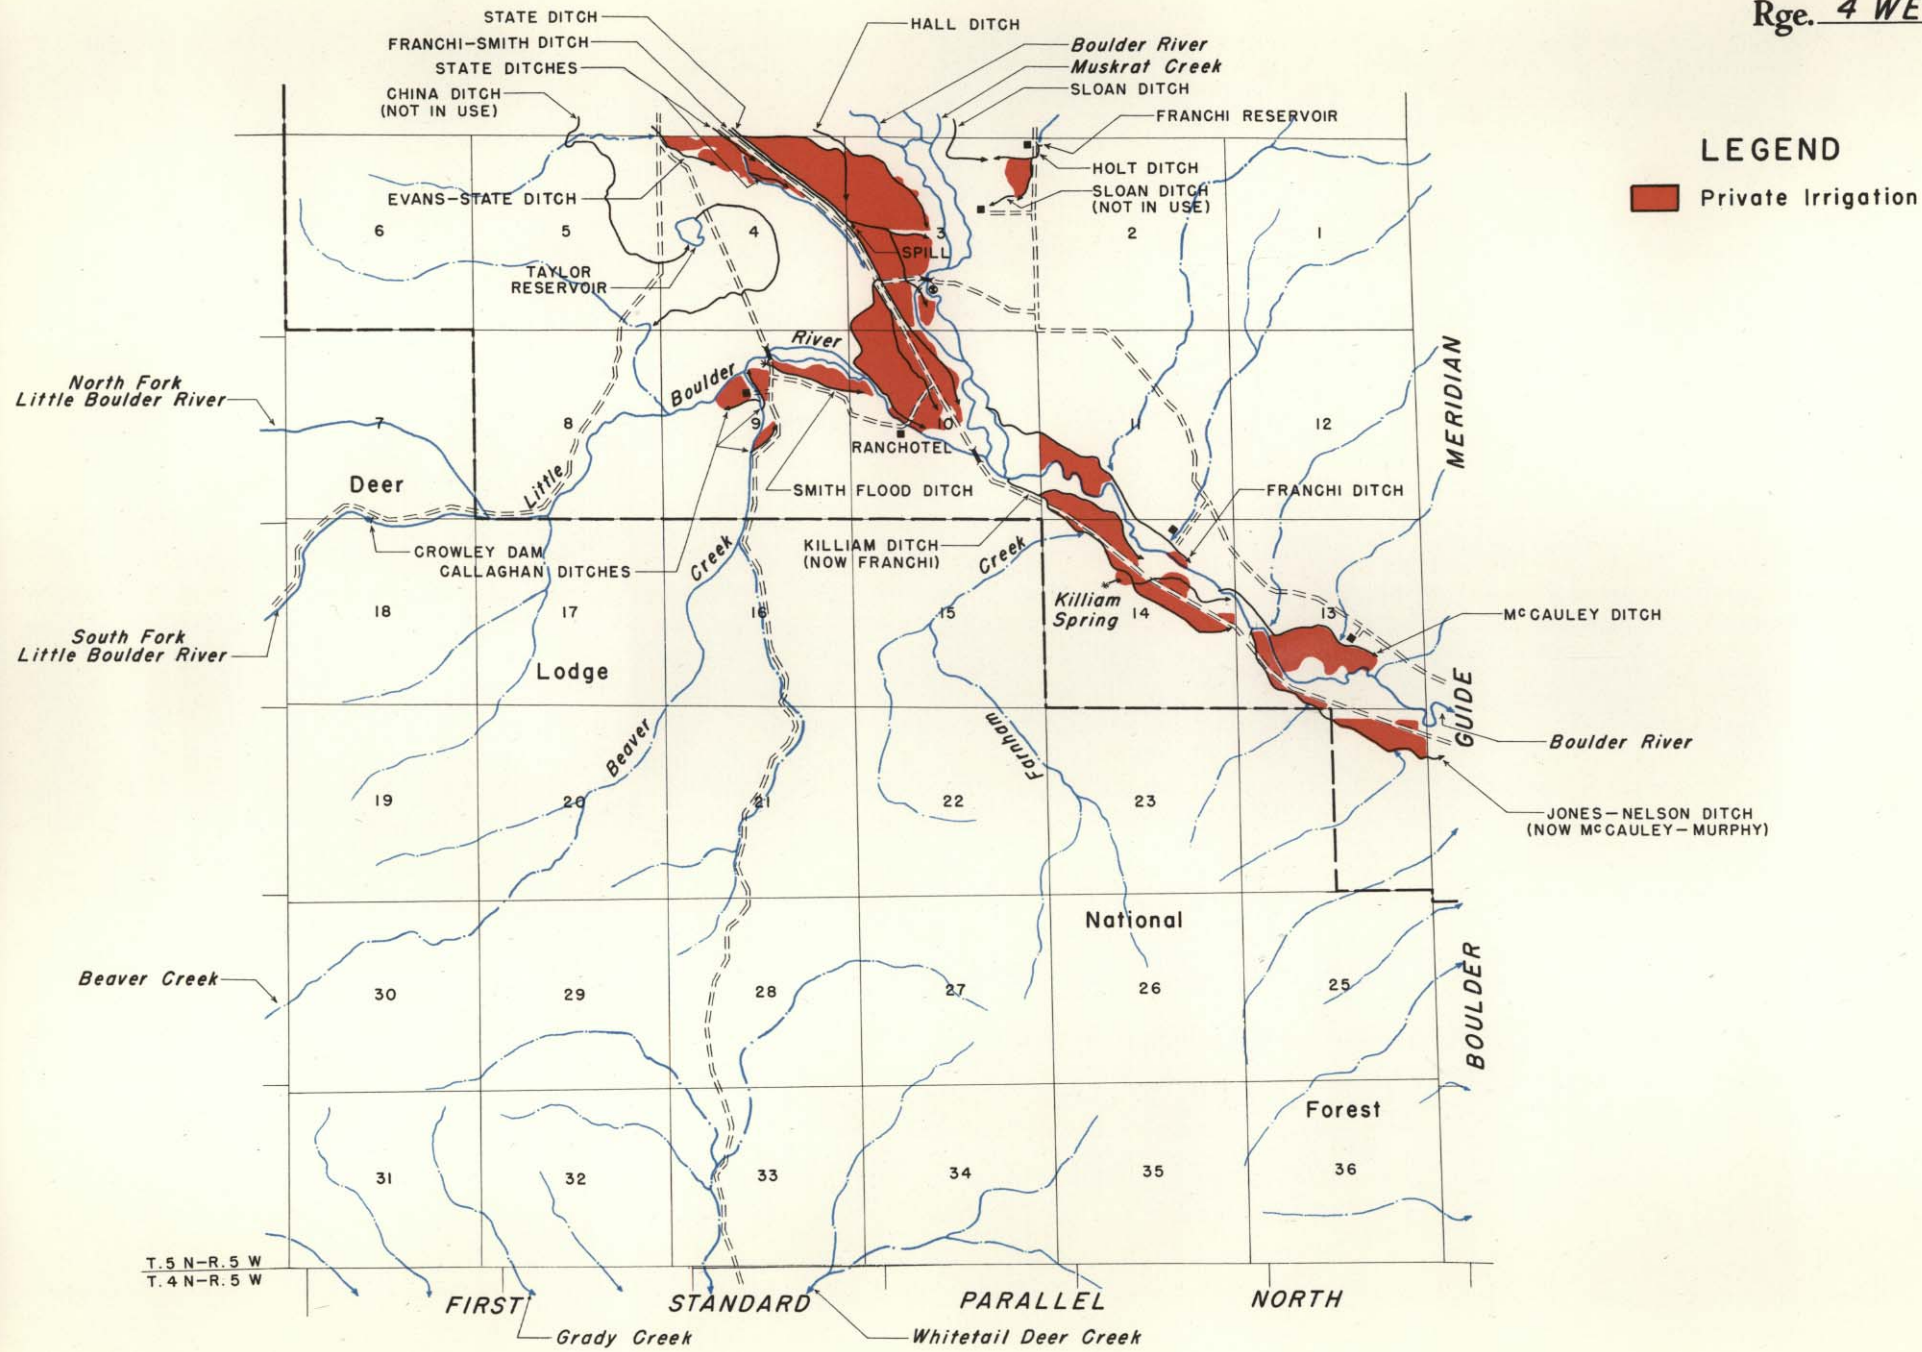 Rge. 4 WE
STATE DITCH
HALL DITCH
FRANCHI-SMITH DITCH
Boulder River
STATE DITCHES
Muskrat Creek
CHINA DITCH
(NOT IN USE)
SLOAN DITCH
FRANCHI RESERVOIR
LEGEND
Private Irrigation
HOLT DITCH
EVANS-STATE DITCH
SLOAN DITCH
(NOT IN USE)
6
5
4
3
2
1
SPILL
TAYLOR
RESERVOIR
River
Boulder
North Fork
Little Boulder River
MERIDIAN
7
8
9
10
11
12
RANCHOTEL
Deer
Little
SMITH FLOOD DITCH
FRANCHI DITCH
CROWLEY DAM
CALLAGHAN DITCHES
Creek
KILLIAM DITCH
(NOW FRANCHI)
Creek
Killiam
Spring
18
17
16
15
14
13
McCAULEY DITCH
South Fork
Little Boulder River
Lodge
GUIDE
Beaver
Farnham
Boulder River
19
20
21
22
23
JONES-NELSON DITCH
(NOW McCAULEY-MURPHY)
National
Beaver Creek
30
29
28
27
26
25
BOULDER
Forest
31
32
33
34
35
36
T.5 N-R.5 W
T.4 N-R.5 W
FIRST STANDARD PARALLEL NORTH
Grady Creek
Whitetail Deer Creek